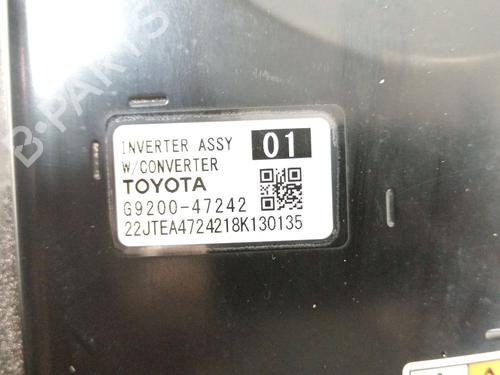 B-PARTS
INVERTER ASSY 01
W/CONVERTER
TOYOTA
G9200-47242
22JTEA4724218K130135